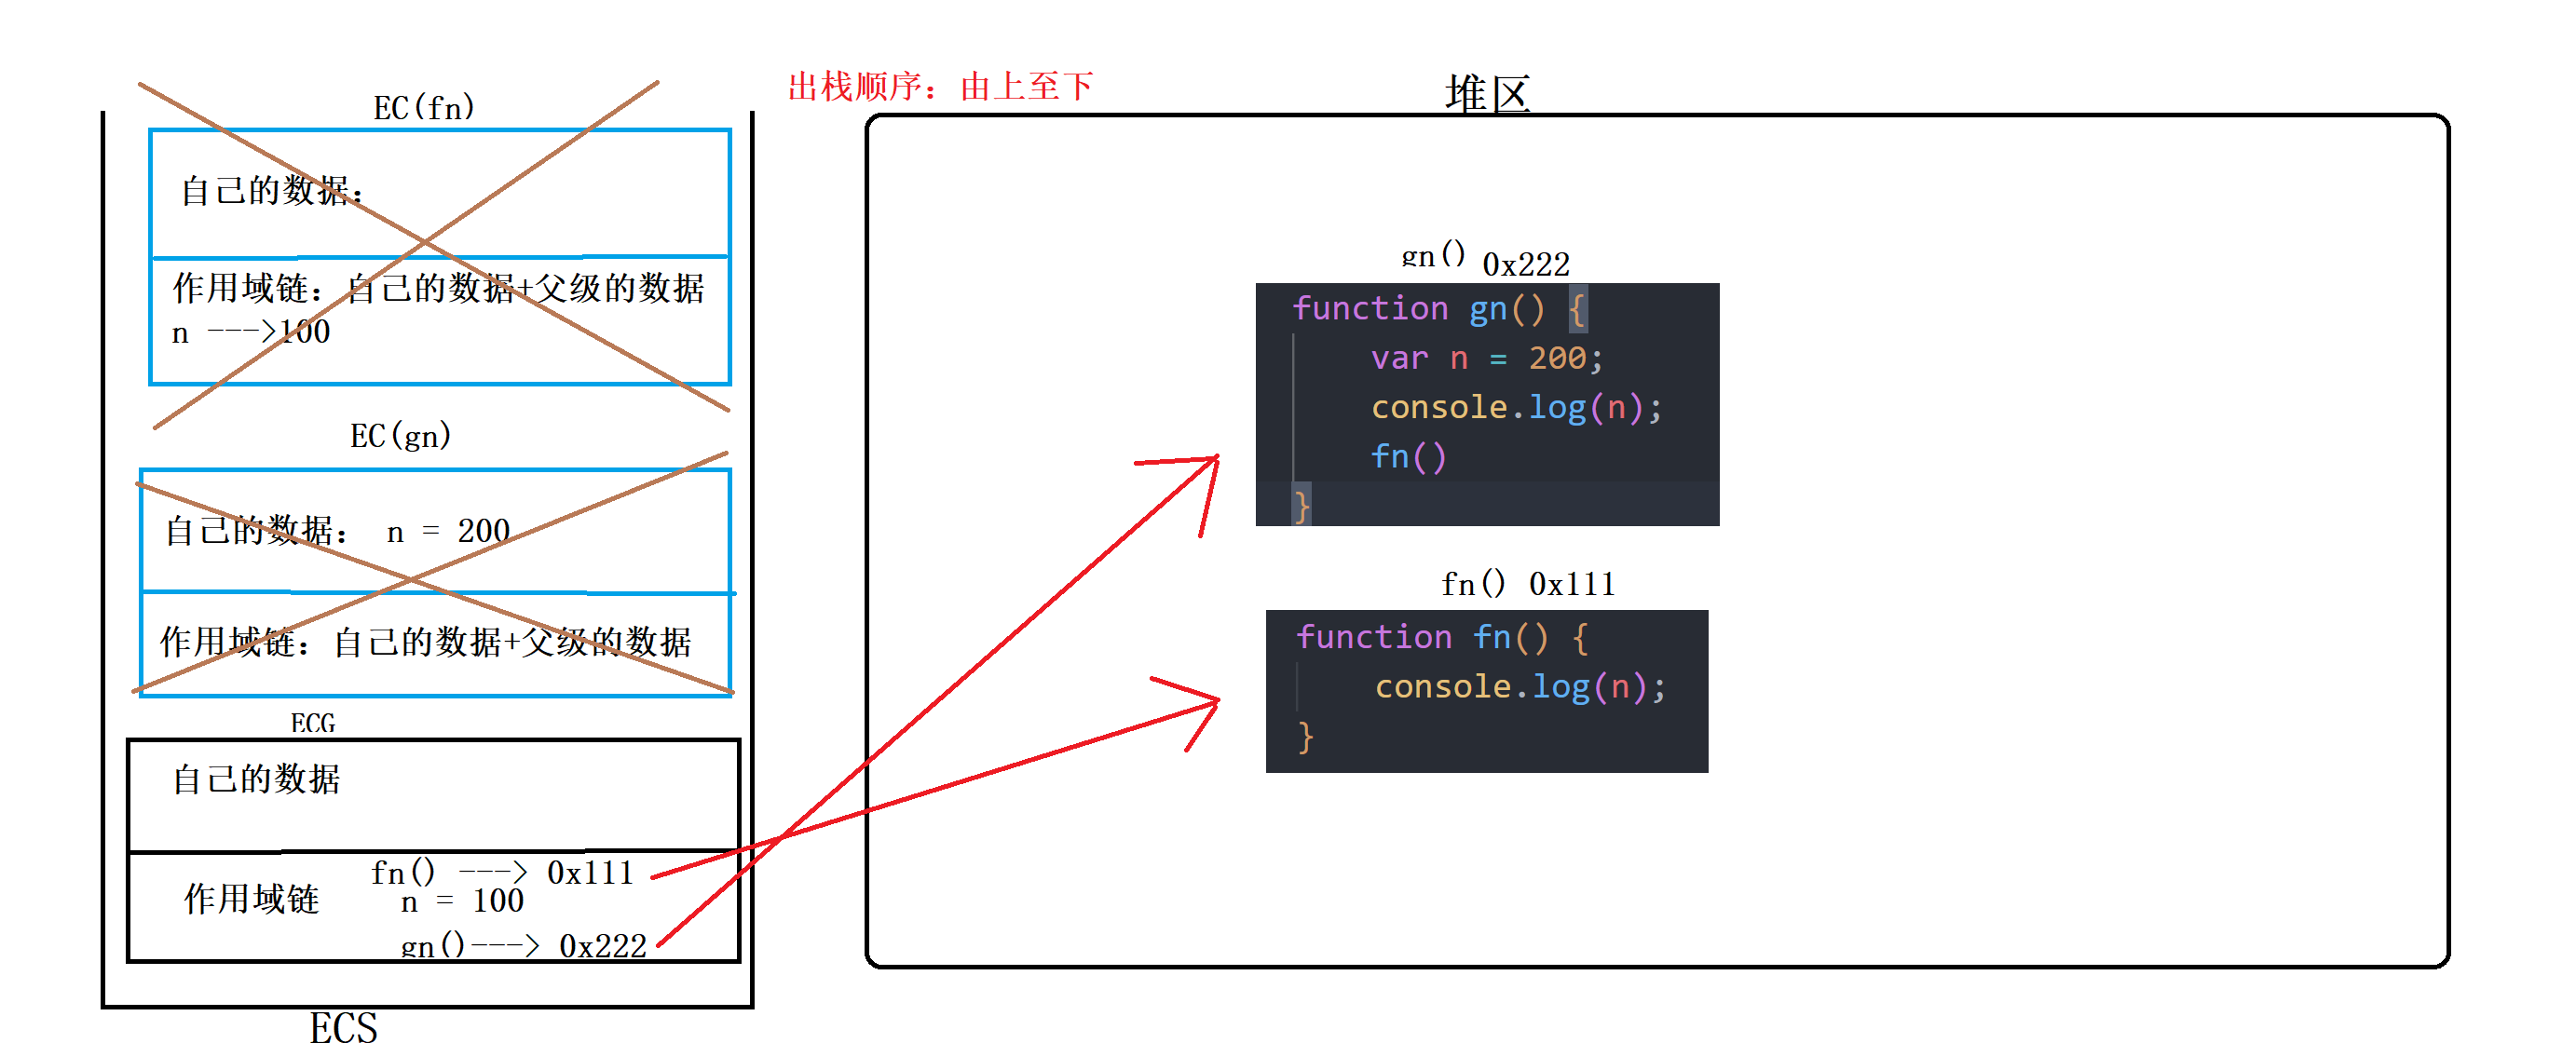 出栈顺序：由上至下
堆区
EC(fn)
自己的数据：
作用域链：自己的数据+父级的数据
n --->100
EC(gn)
自己的数据： n = 200
作用域链：自己的数据+父级的数据
ECG
自己的数据
作用域链
fn() ---> 0x111
n = 100
gn()---> 0x222
ECS
gn() 0x222
function gn() {
var n = 200;
console.log(n);
fn()
}
fn() 0x111
function fn() {
console.log(n);
}